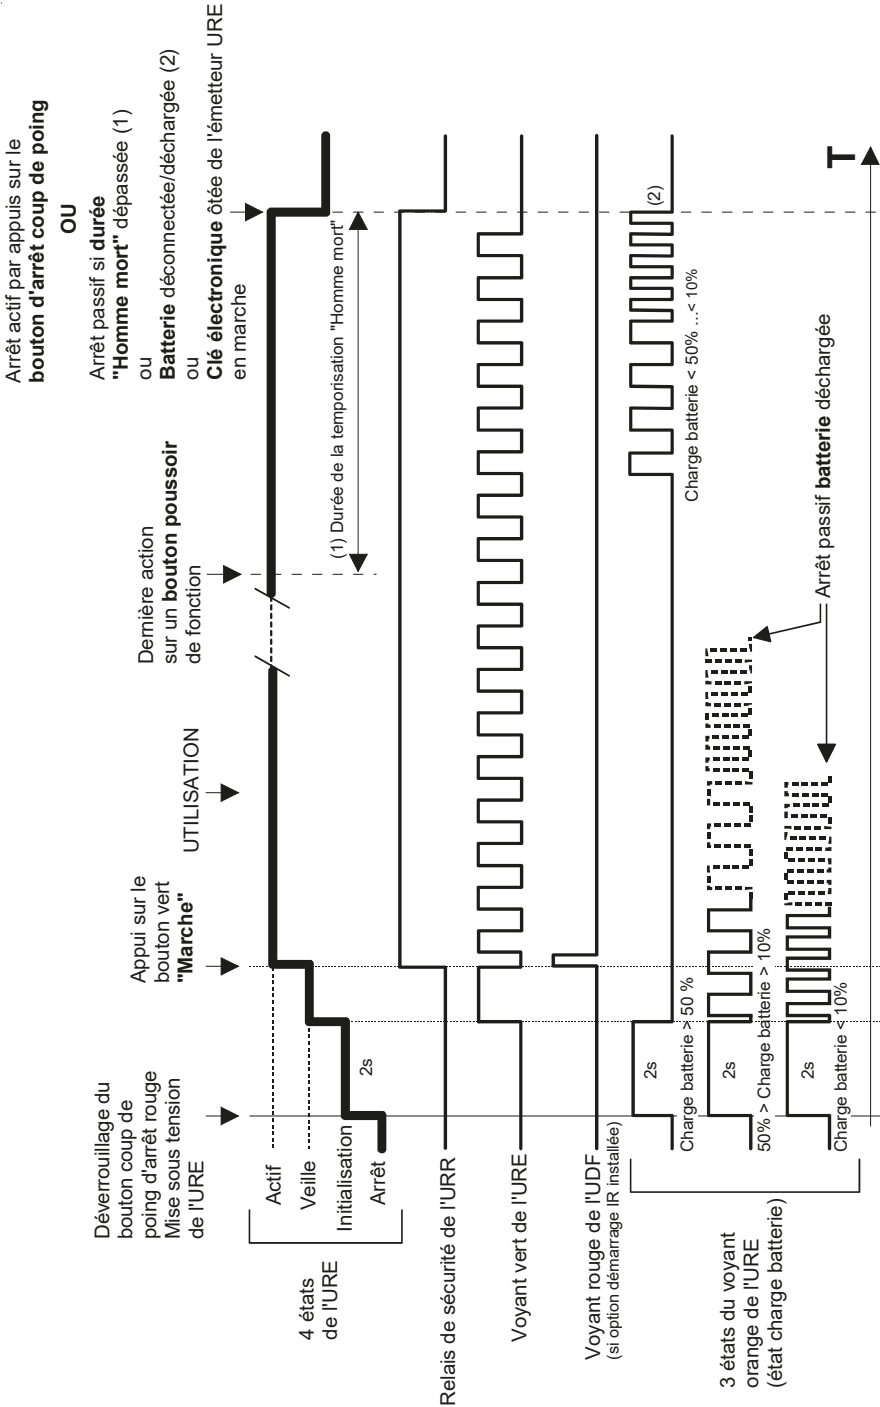 Déverrouillage du
bouton coup de
poing d'arrêt rouge
Mise sous tension
de l'URE
Appui sur le
bouton vert
"Marche"
UTILISATION
Dernière action
sur un bouton poussoir
de fonction
Arrêt actif par appuis sur le
bouton d'arrêt coup de poing
OU
Arrêt passif si durée
"Homme mort" dépassée (1)
ou
Batterie déconnectée/déchargée (2)
ou
Clé électronique ôtée de l'émetteur URE
en marche
4 états
de l'URE
Actif
Veille
Initialisation
Arrêt
2s
(1) Durée de la temporisation "Homme mort"
Relais de sécurité de l'URR
Voyant vert de l'URE
Voyant rouge de l'UDF
(si option démarrage IR installée)
3 états du voyant
orange de l'URE
(état charge batterie)
2s
(2)
Charge batterie > 50 %
Charge batterie < 50% ...< 10%
2s
50% > Charge batterie > 10%
2s
Charge batterie < 10%
Arrêt passif batterie déchargée
T